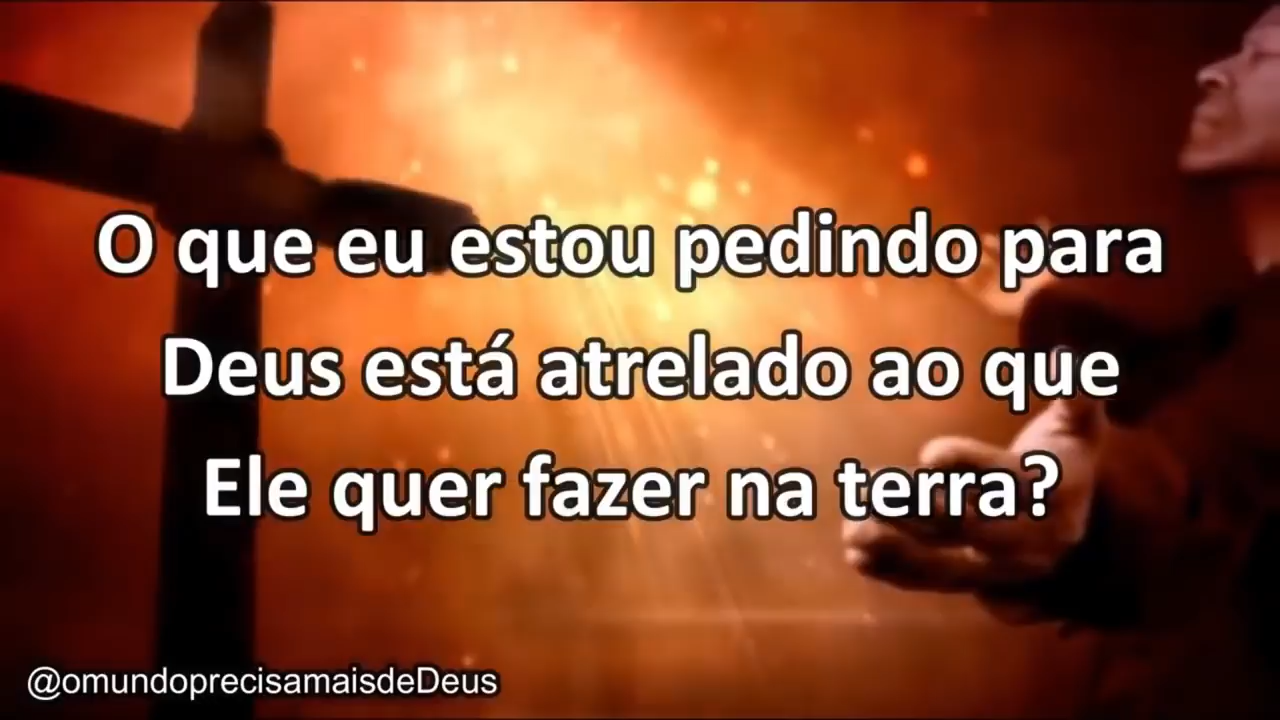 O que eu estou pedindo para
Deus está atrelado ao que
Ele quer fazer na terra?
@omundoprecisamaisdeDeus